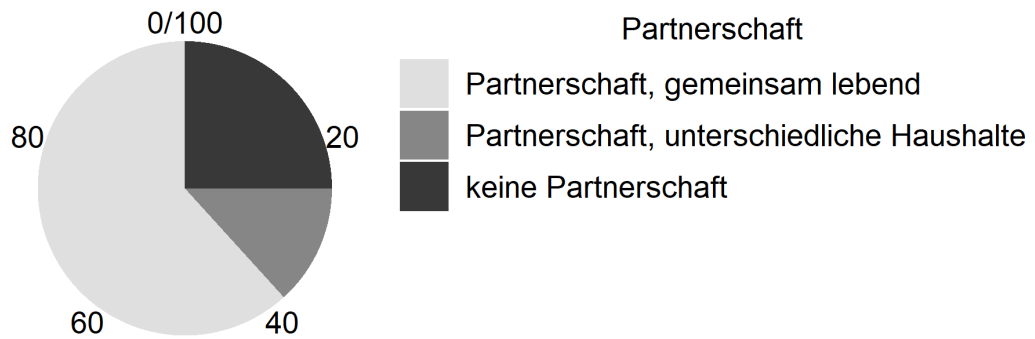 0/100
20
40
60
80
Partnerschaft
Partnerschaft, gemeinsam lebend
Partnerschaft, unterschiedliche Haushalte
keine Partnerschaft